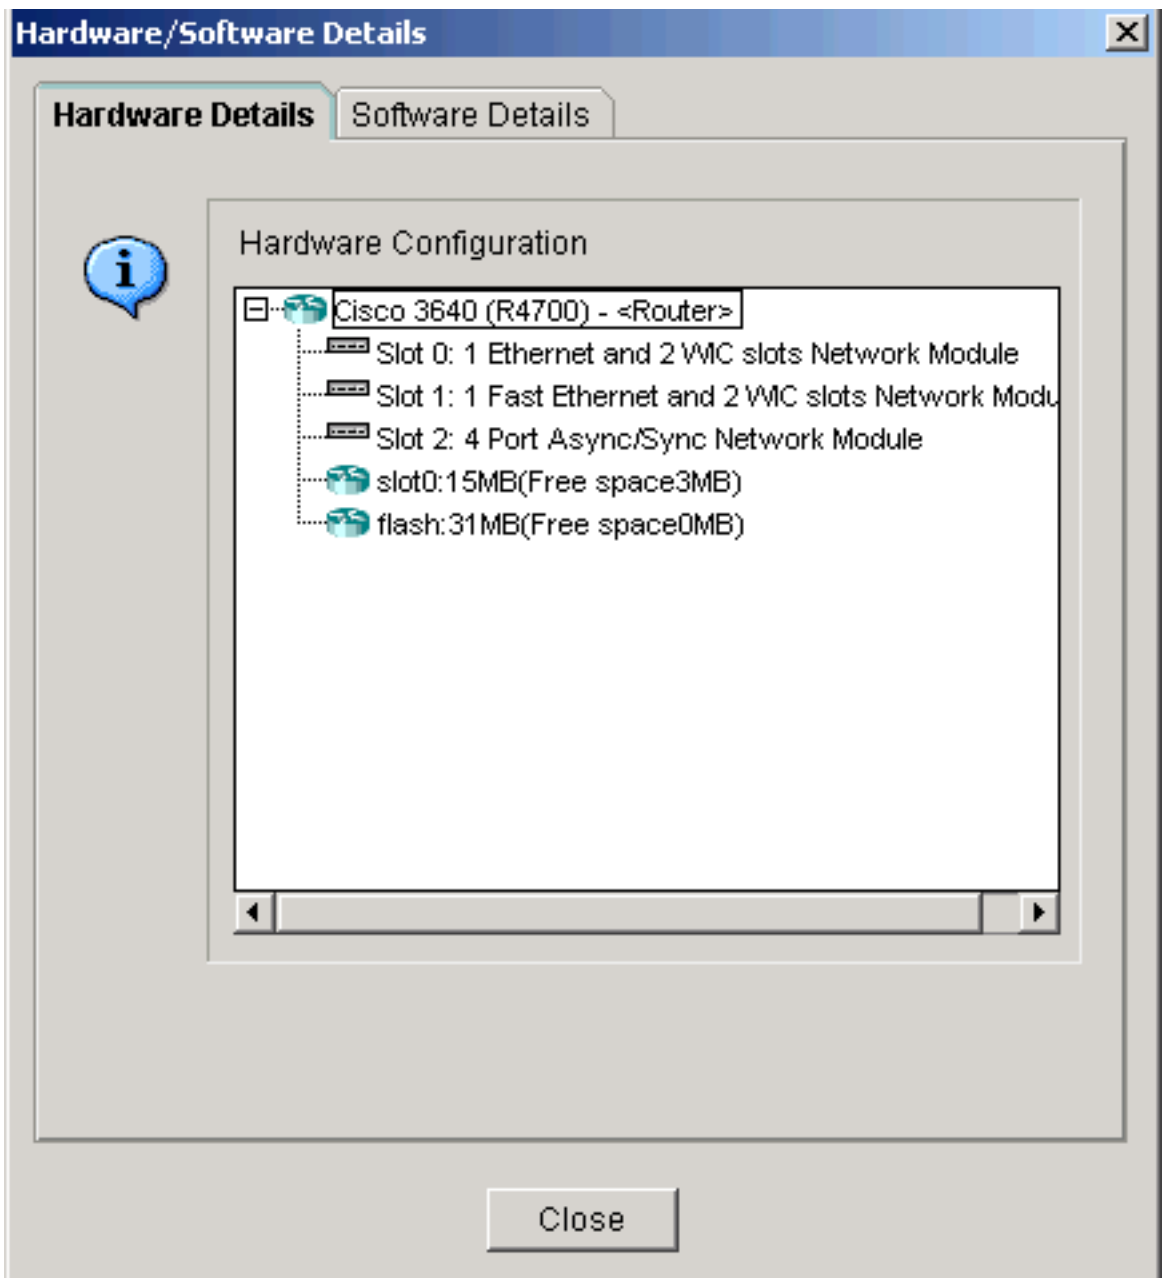 Hardware/Software Details
Hardware Details
Software Details
Hardware Configuration
Cisco 3640 (R4700) - <Router>
Slot 0: 1 Ethernet and 2 WIC slots Network Module
Slot 1: 1 Fast Ethernet and 2 WIC slots Network Modu
Slot 2: 4 Port Async/Sync Network Module
slot0:15MB(Free space3MB)
flash:31MB(Free space0MB)
Close